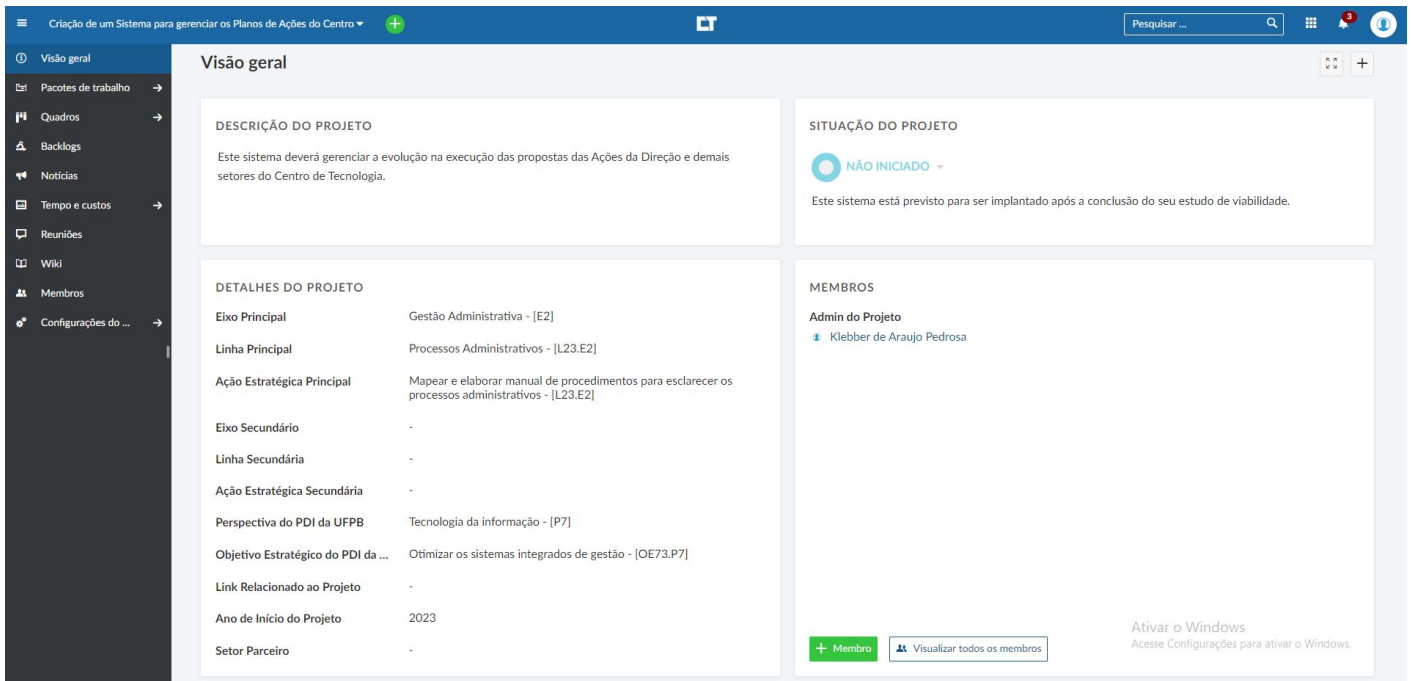 Criação de um Sistema para gerenciar os Planos de Ações do Centro
CT
Pesquisar ...
3
Visão geral
Pacotes de trabalho
Quadros
Backlogs
Notícias
Tempo e custos
Reuniões
Wiki
Membros
Configurações do ...
Visão geral
DESCRIÇÃO DO PROJETO
Este sistema deverá gerenciar a evolução na execução das propostas das Ações da Direção e demais
setores do Centro de Tecnologia.
SITUAÇÃO DO PROJETO
NÃO INICIADO
Este sistema está previsto para ser implantado após a conclusão do seu estudo de viabilidade.
DETALHES DO PROJETO
Eixo Principal Gestão Administrativa - [E2]
Linha Principal Processos Administrativos - [L23.E2]
Ação Estratégica Principal Mapear e elaborar manual de procedimentos para esclarecer os
processos administrativos - [L23.E2]
Eixo Secundário -
Linha Secundária -
Ação Estratégica Secundária -
Perspectiva do PDI da UFPB Tecnologia da informação - [P7]
Objetivo Estratégico do PDI da ... Otimizar os sistemas integrados de gestão - [OE73.P7]
Link Relacionado ao Projeto -
Ano de Início do Projeto 2023
Setor Parceiro -
MEMBROS
Admin do Projeto
Klebber de Araujo Pedrosa
+ Membro
Visualizar todos os membros
Ativar o Windows
Acesse Configurações para ativar o Windows.